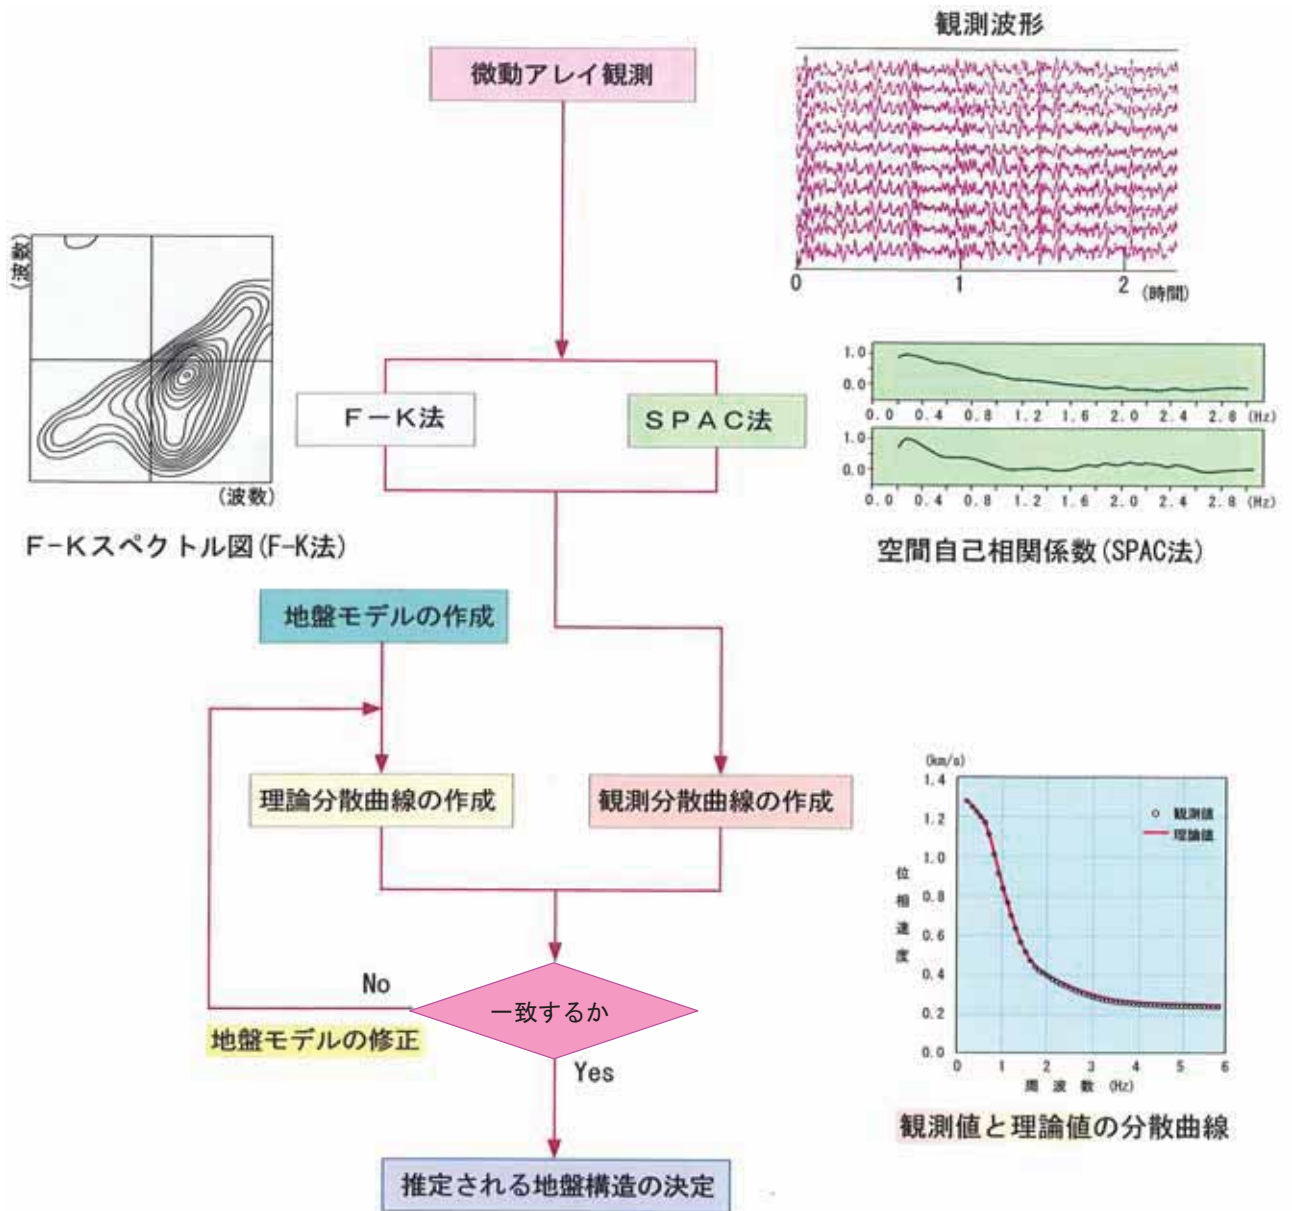 観測波形
微動アレイ観測
0 1 2 (時間)
(波数)
(波数)
F-Kスペクトル図(F-K法)
F-K法
SPAC法
1.0
0.0
0.0 0.4 0.8 1.2 1.6 2.0 2.4 2.8 (Hz)
1.0
0.0
0.0 0.4 0.8 1.2 1.6 2.0 2.4 2.8 (Hz)
空間自己相関係数(SPAC法)
地盤モデルの作成
理論分散曲線の作成
観測分散曲線の作成
No
一致するか
地盤モデルの修正
Yes
推定される地盤構造の決定
(km/s)
1.4
1.2
1.0
0.8
0.6
0.4
0.2
0.0
位相速度
観測値
理論値
0 1 2 3 4 5 6
周波数 (Hz)
観測値と理論値の分散曲線